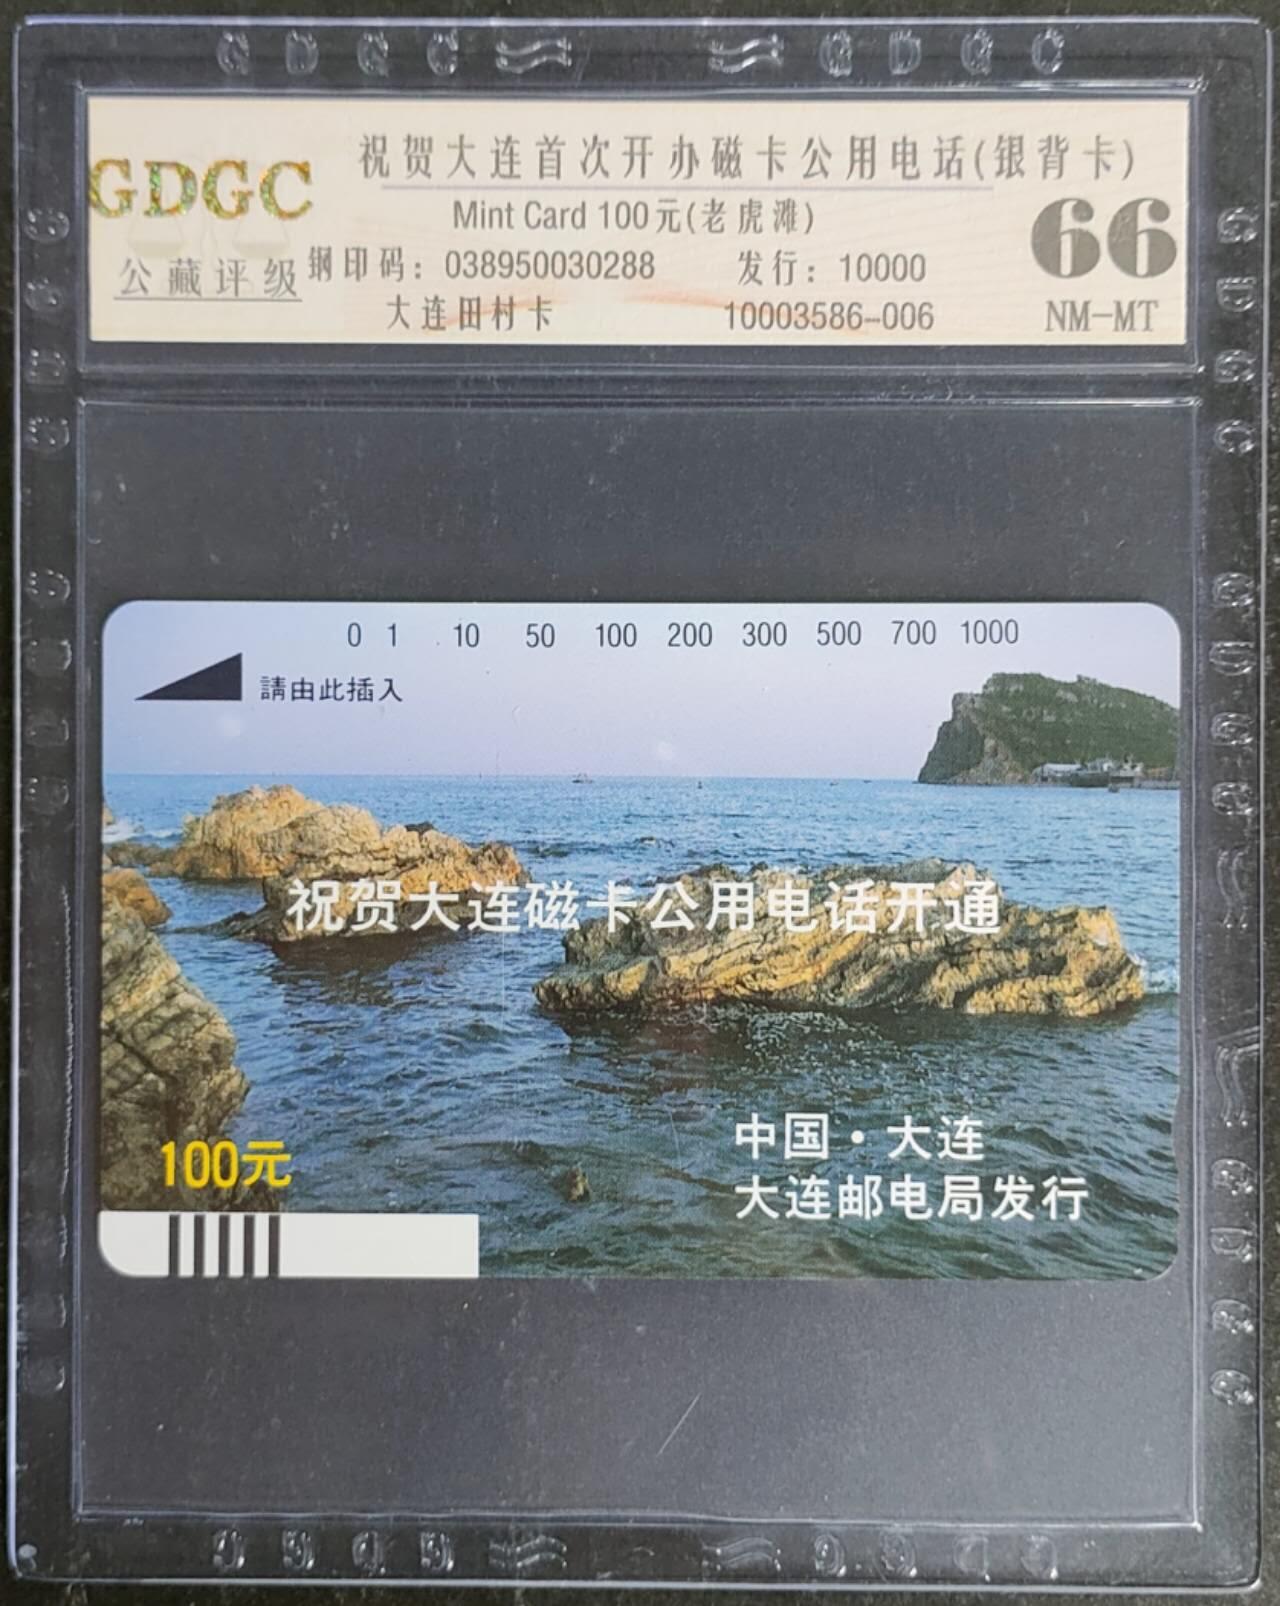 GDGC
GDGC
GDGC
公藏评级
祝贺大连首次开办磁卡公用电话(银背卡)
Mint Card 100元(老虎滩)
钢印码：038950030288 发行：10000
大连田村卡 10003586-006
66
NM-MT
0 1 10 50 100 200 300 500 700 1000
請由此插入
祝贺大连磁卡公用电话开通
100元
中国·大连
大连邮电局发行